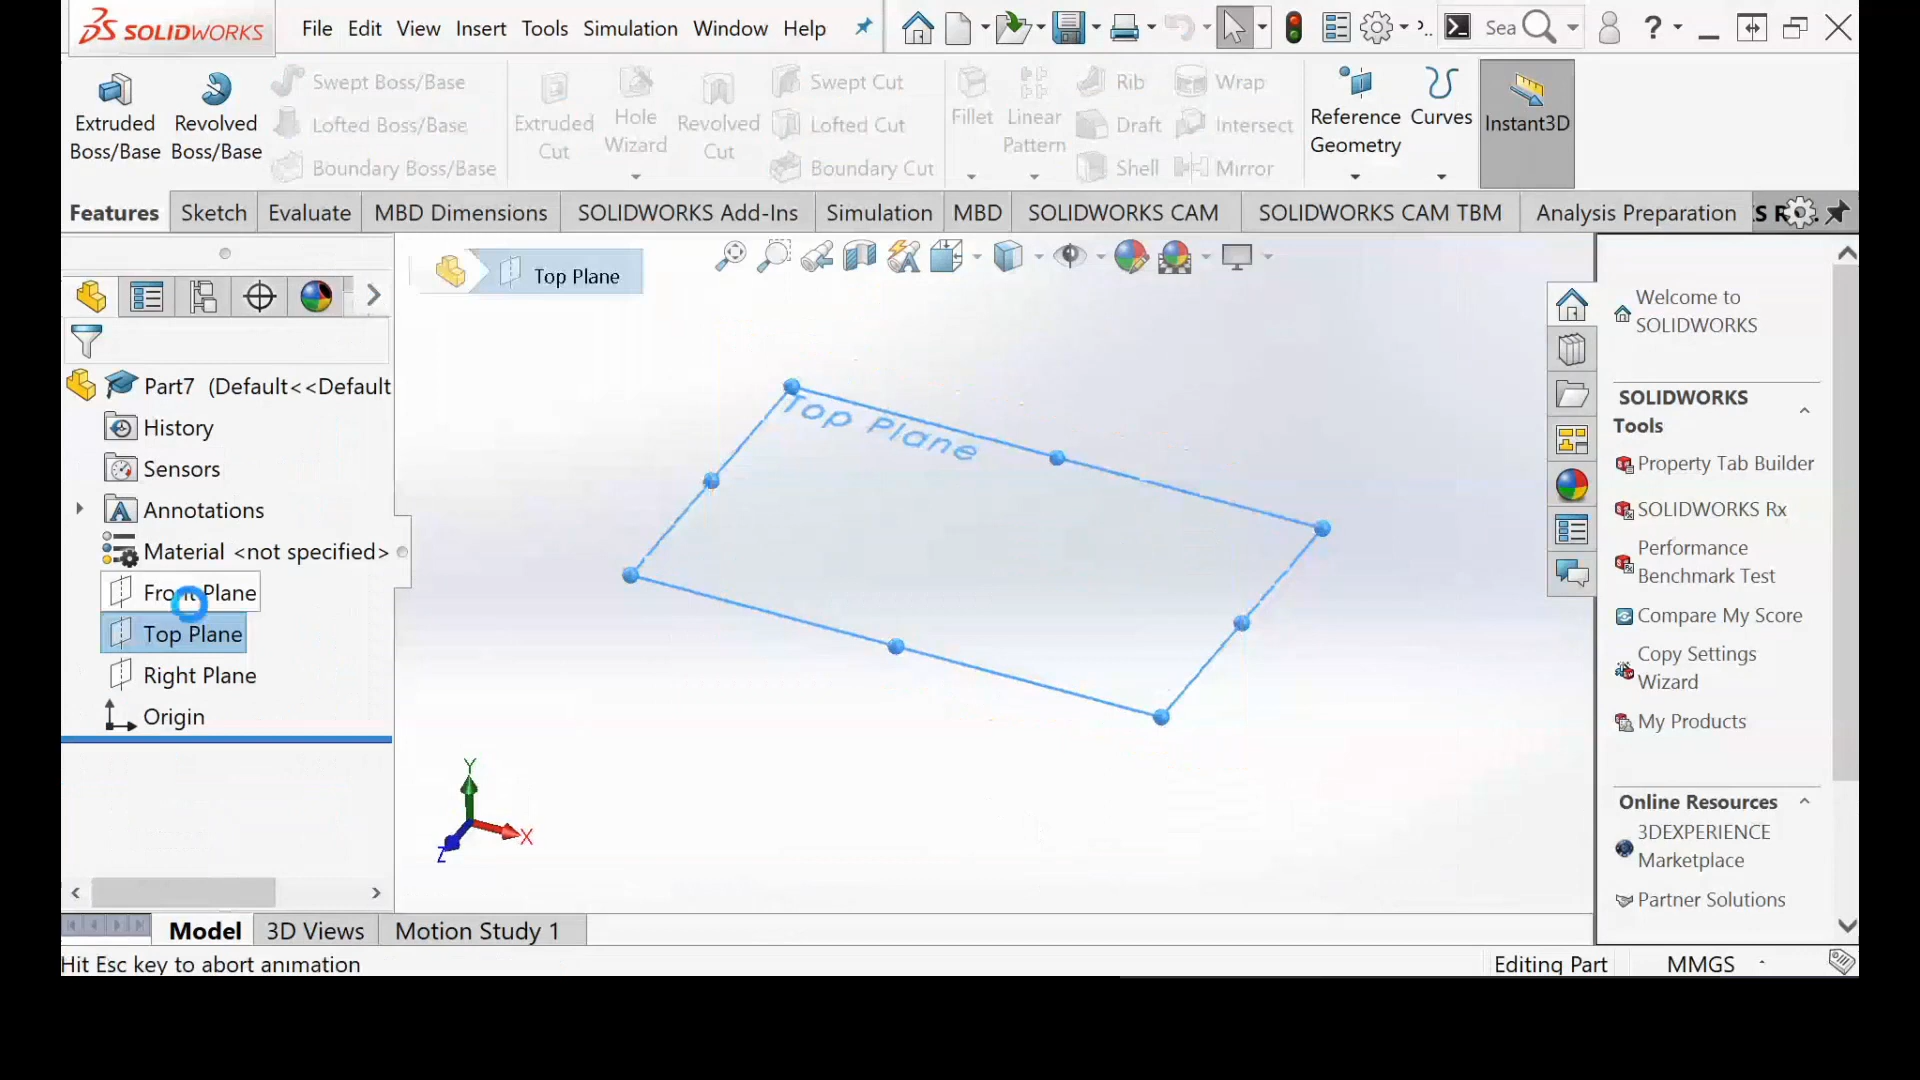 SOLIDWORKS File Edit View Insert Tools Simulation Window Help Sea ?
Extruded Boss/Base
Revolved Boss/Base
Swept Boss/Base
Lofted Boss/Base
Boundary Boss/Base
Extruded Cut
Hole Wizard
Revolved Cut
Swept Cut
Lofted Cut
Boundary Cut
Fillet
Linear Pattern
Rib
Draft
Shell
Wrap
Intersect
Mirror
Reference Geometry
Curves
Instant3D
Features Sketch Evaluate MBD Dimensions SOLIDWORKS Add-Ins Simulation MBD SOLIDWORKS CAM SOLIDWORKS CAM TBM Analysis Preparation
Top Plane
Part7 (Default<<Default
History
Sensors
Annotations
Material <not specified>
Front Plane
Top Plane
Right Plane
Origin
Top Plane
Y
X
Z
Welcome to
SOLIDWORKS
SOLIDWORKS
Tools
Property Tab Builder
SOLIDWORKS Rx
Performance
Benchmark Test
Compare My Score
Copy Settings
Wizard
My Products
Online Resources
3DEXPERIENCE
Marketplace
Partner Solutions
Model 3D Views Motion Study 1
Hit Esc key to abort animation
Editing Part MMGS